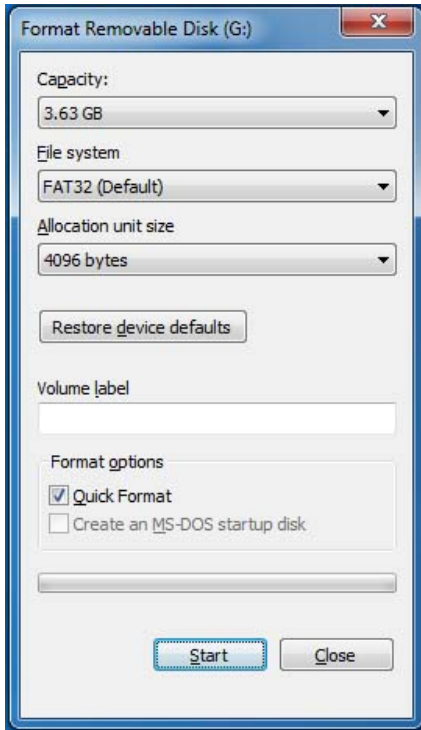 Format Removable Disk (G:)
Capacity:
3.63 GB
File system
FAT32 (Default)
Allocation unit size
4096 bytes
Restore device defaults
Volume label
Format options
Quick Format
Create an MS-DOS startup disk
Start Close